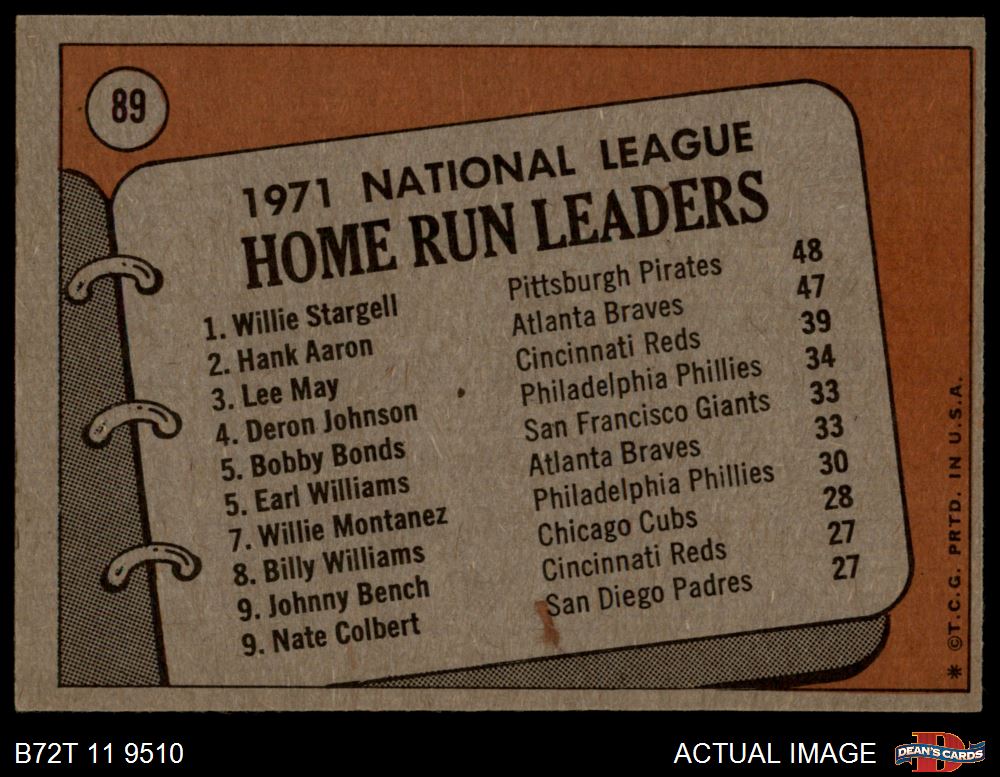 89
1971 NATIONAL LEAGUE
HOME RUN LEADERS
1. Willie Stargell Pittsburgh Pirates 48
2. Hank Aaron Atlanta Braves 47
3. Lee May Cincinnati Reds 39
4. Deron Johnson Philadelphia Phillies 34
5. Bobby Bonds San Francisco Giants 33
5. Earl Williams Atlanta Braves 33
7. Willie Montanez Philadelphia Phillies 30
8. Billy Williams Chicago Cubs 28
9. Johnny Bench Cincinnati Reds 27
9. Nate Colbert San Diego Padres 27
* ©T.C.G. PRTD. IN U.S.A.
B72T 11 9510 ACTUAL IMAGE DEAN'S CARDS